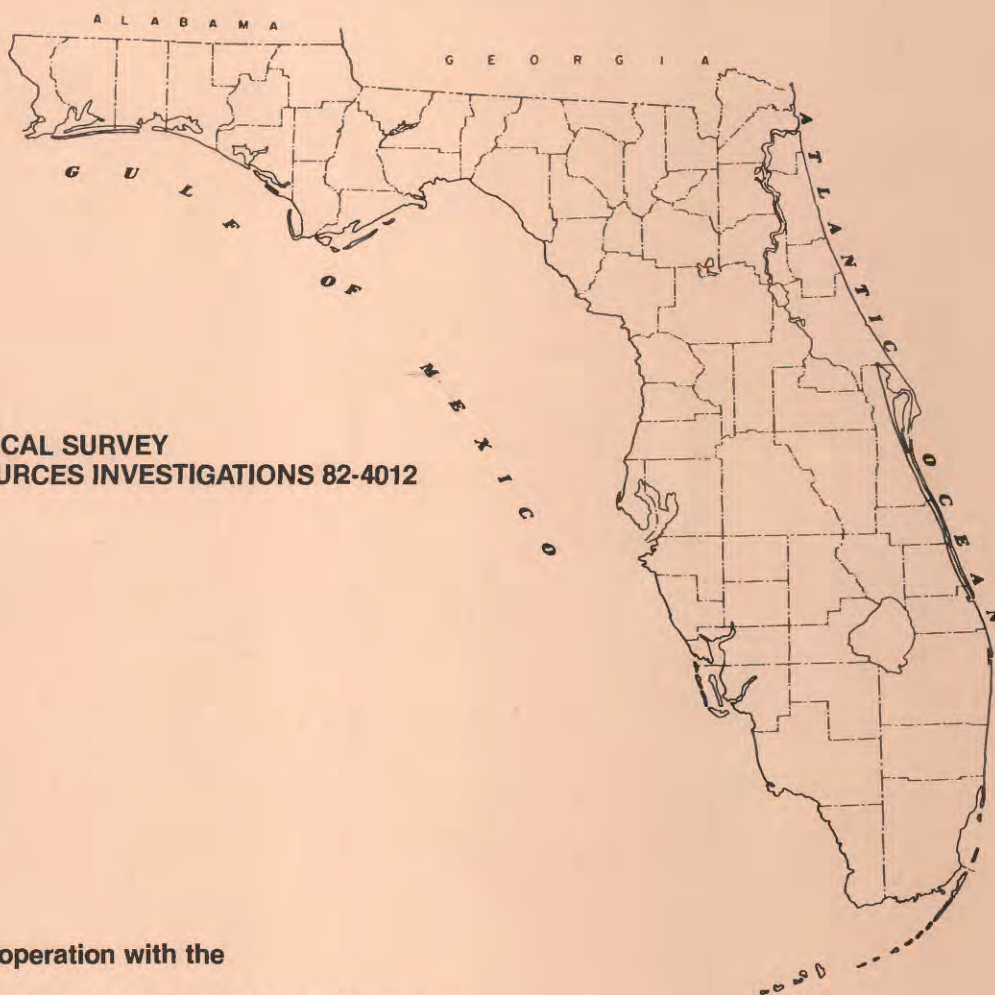 ALABAMA
GEORGIA
GULF OF MEXICO
ATLANTIC OCEAN
CAL SURVEY
URCES INVESTIGATIONS 82-4012
operation with the